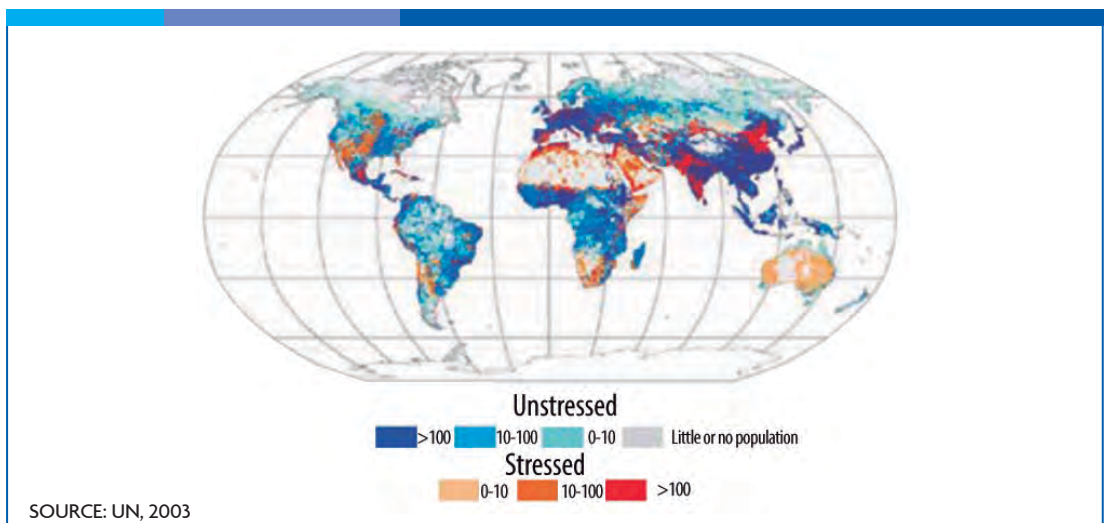 Unstressed
>100 10-100 0-10 Little or no population
Stressed
0-10 10-100 >100
SOURCE: UN, 2003